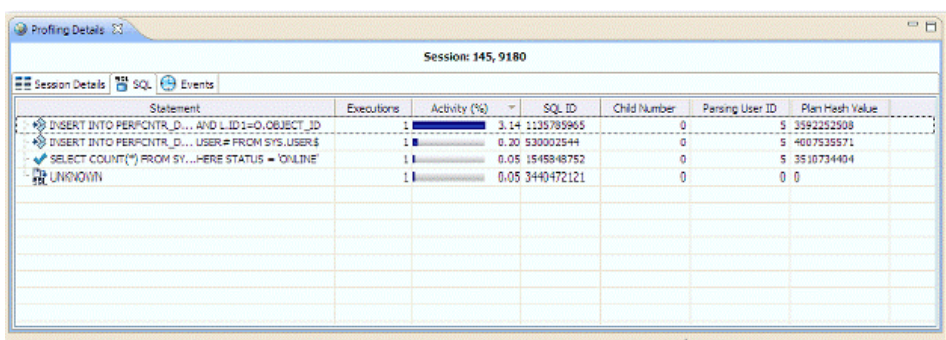 Profiling Details
Session: 145, 9180
Session Details SQL Events
Statement Executions Activity (%) SQL ID Child Number Parsing User ID Plan Hash Value
INSERT INTO PERFCNTR_D... AND L.ID1=O.OBJECT_ID 1 3.14 1135785965 0 5 3592252508
INSERT INTO PERFCNTR_D... USER# FROM SYS.USER$ 1 0.20 530002544 0 5 4007535571
SELECT COUNT(*) FROM SY...HERE STATUS = 'ONLINE' 1 0.05 1545848752 0 5 3510734404
UNKNOWN 1 0.05 3440472121 0 0 0